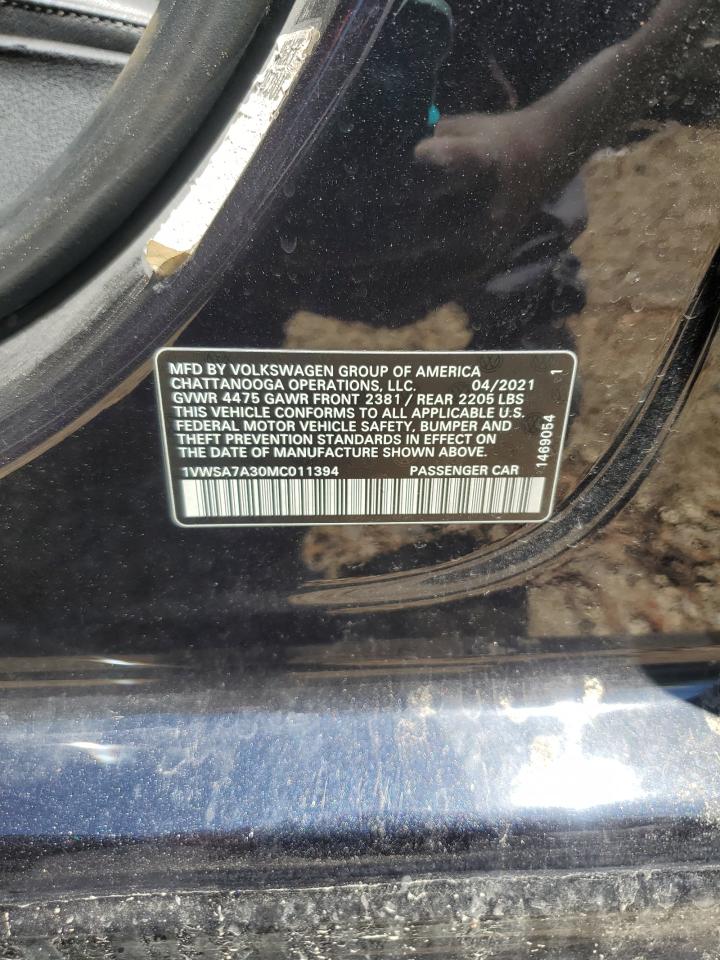 MFD BY VOLKSWAGEN GROUP OF AMERICA
CHATTANOOGA OPERATIONS, LLC. 04/2021
GVWR 4475 GAWR FRONT 2381 / REAR 2205 LBS
THIS VEHICLE CONFORMS TO ALL APPLICABLE U.S.
FEDERAL MOTOR VEHICLE SAFETY, BUMPER AND
THEFT PREVENTION STANDARDS IN EFFECT ON
THE DATE OF MANUFACTURE SHOWN ABOVE.
1VWSA7A30MC011394 PASSENGER CAR
1469054 1